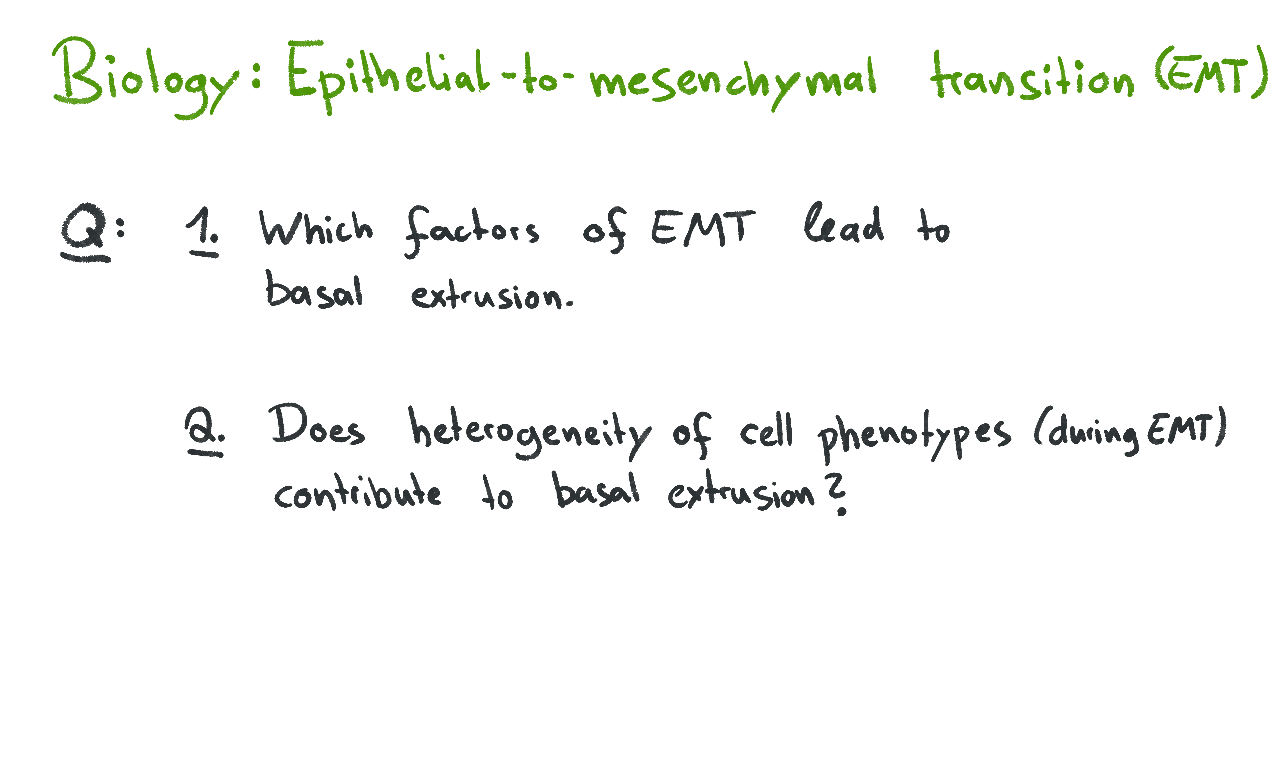 Biology: Epithelial-to-mesenchymal transition (EMT)
Q: 1. Which factors of EMT lead to
basal extrusion.
2. Does heterogeneity of cell phenotypes (during EMT)
contribute to basal extrusion?